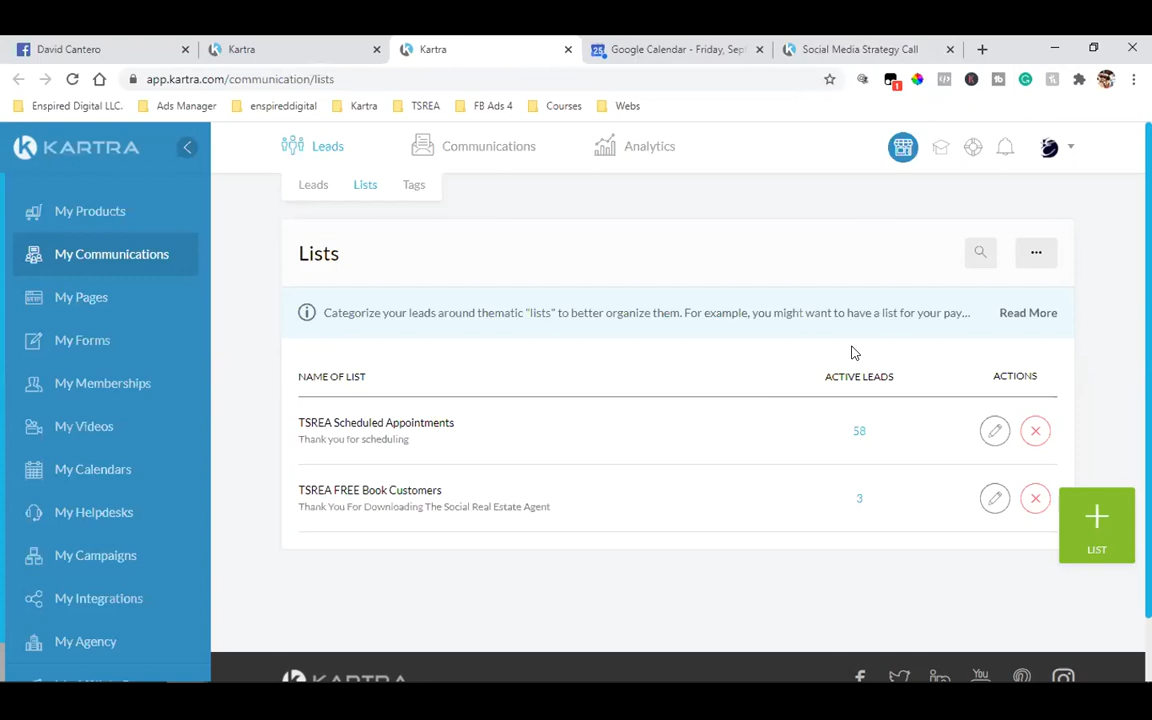 David Cantero
Kartra
Kartra
Google Calendar - Friday, Sep
Social Media Strategy Call
app.kartra.com/communication/lists
1
Enspired Digital LLC.
Ads Manager
enspireddigital
Kartra
TSREA
FB Ads 4
Courses
Webs
KARTRA
Leads
Communications
Analytics
Leads
Lists
Tags
My Products
My Communications
My Pages
My Forms
My Memberships
My Videos
My Calendars
My Helpdesks
My Campaigns
My Integrations
My Agency
Lists
Categorize your leads around thematic "lists" to better organize them. For example, you might want to have a list for your pay...
Read More
NAME OF LIST
ACTIVE LEADS
ACTIONS
TSREA Scheduled Appointments
Thank you for scheduling
58
TSREA FREE Book Customers
Thank You For Downloading The Social Real Estate Agent
3
LIST
KARTRA
You